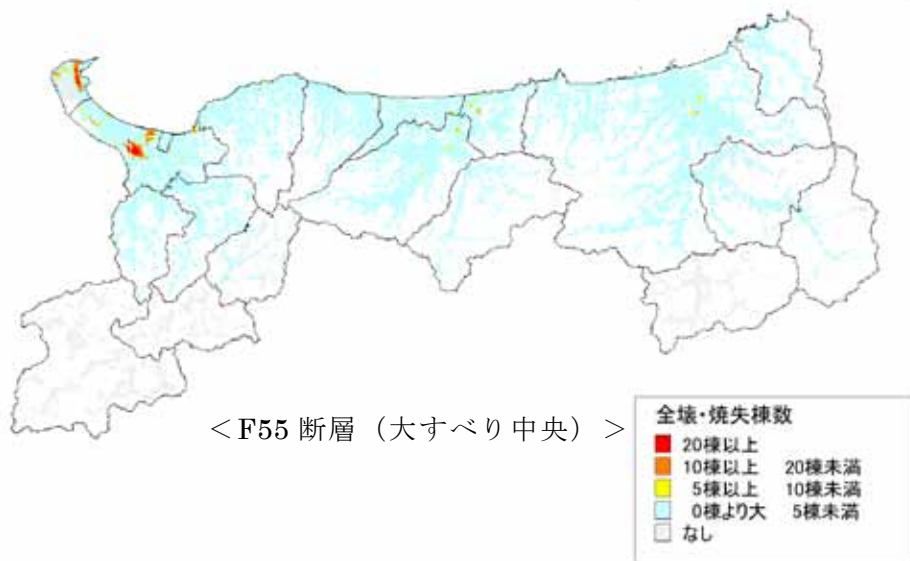 ＜F55 断層（大すべり中央）＞
全壊・焼失棟数
20棟以上
10棟以上 20棟未満
5棟以上 10棟未満
0棟より大 5棟未満
なし